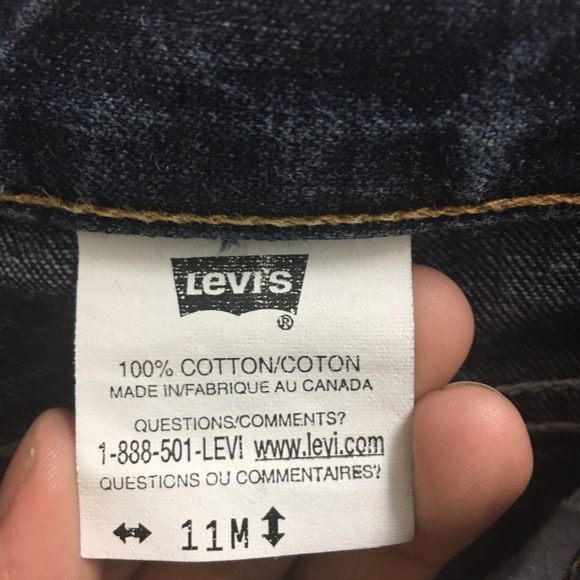 Levi's
®
100% COTTON/COTON
MADE IN/FABRIQUE AU CANADA
QUESTIONS/COMMENTS?
1-888-501-LEVI www.levi.com
QUESTIONS OU COMMENTAIRES?
↔ 11M ↕